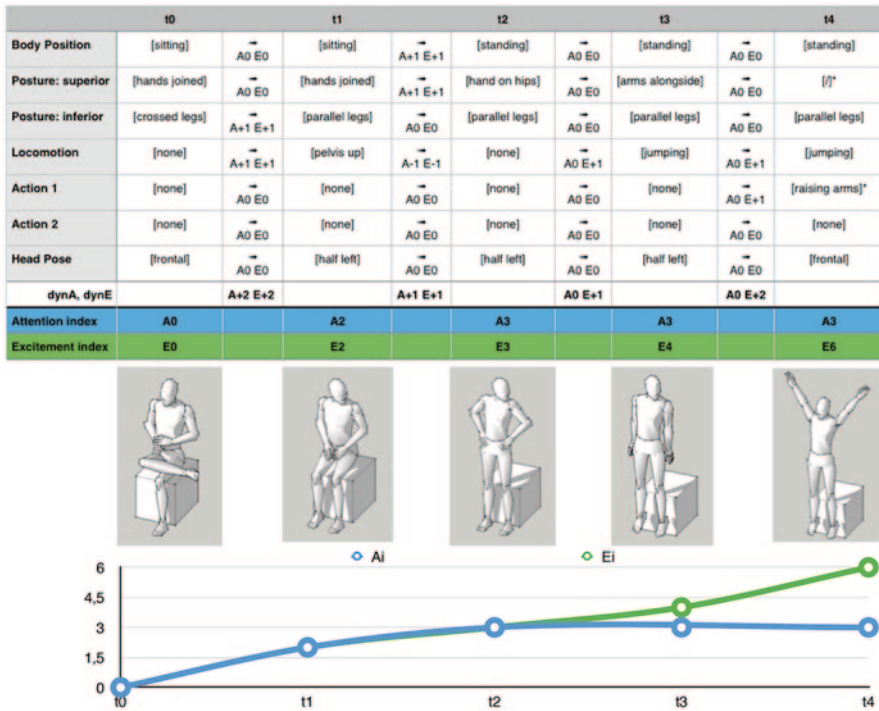 t0 t1 t2 t3 t4
Body Position [sitting] → [sitting] → [standing] → [standing] → [standing]
A0 E0 A+1 E+1 A0 E0 A0 E0
Posture: superior [hands joined] → [hands joined] → [hand on hips] → [arms alongside] → [/]*
A0 E0 A+1 E+1 A0 E0 A0 E0
Posture: inferior [crossed legs] → [parallel legs] → [parallel legs] → [parallel legs] → [parallel legs]
A+1 E+1 A0 E0 A0 E0 A0 E0
Locomotion [none] → [pelvis up] → [none] → [jumping] → [jumping]
A+1 E+1 A-1 E-1 A0 E+1 A0 E+1
Action 1 [none] → [none] → [none] → [none] → [raising arms]*
A0 E0 A0 E0 A0 E0 A0 E+1
Action 2 [none] → [none] → [none] → [none] → [none]
A0 E0 A0 E0 A0 E0 A0 E0
Head Pose [frontal] → [half left] → [half left] → [half left] → [frontal]
A0 E0 A0 E0 A0 E0 A0 E0
dynA, dynE A+2 E+2 A+1 E+1 A0 E+1 A0 E+2
Attention index A0 A2 A3 A3 A3
Excitement index E0 E2 E3 E4 E6
Ai Ei
6
4,5
3
1,5
0
t0 t1 t2 t3 t4